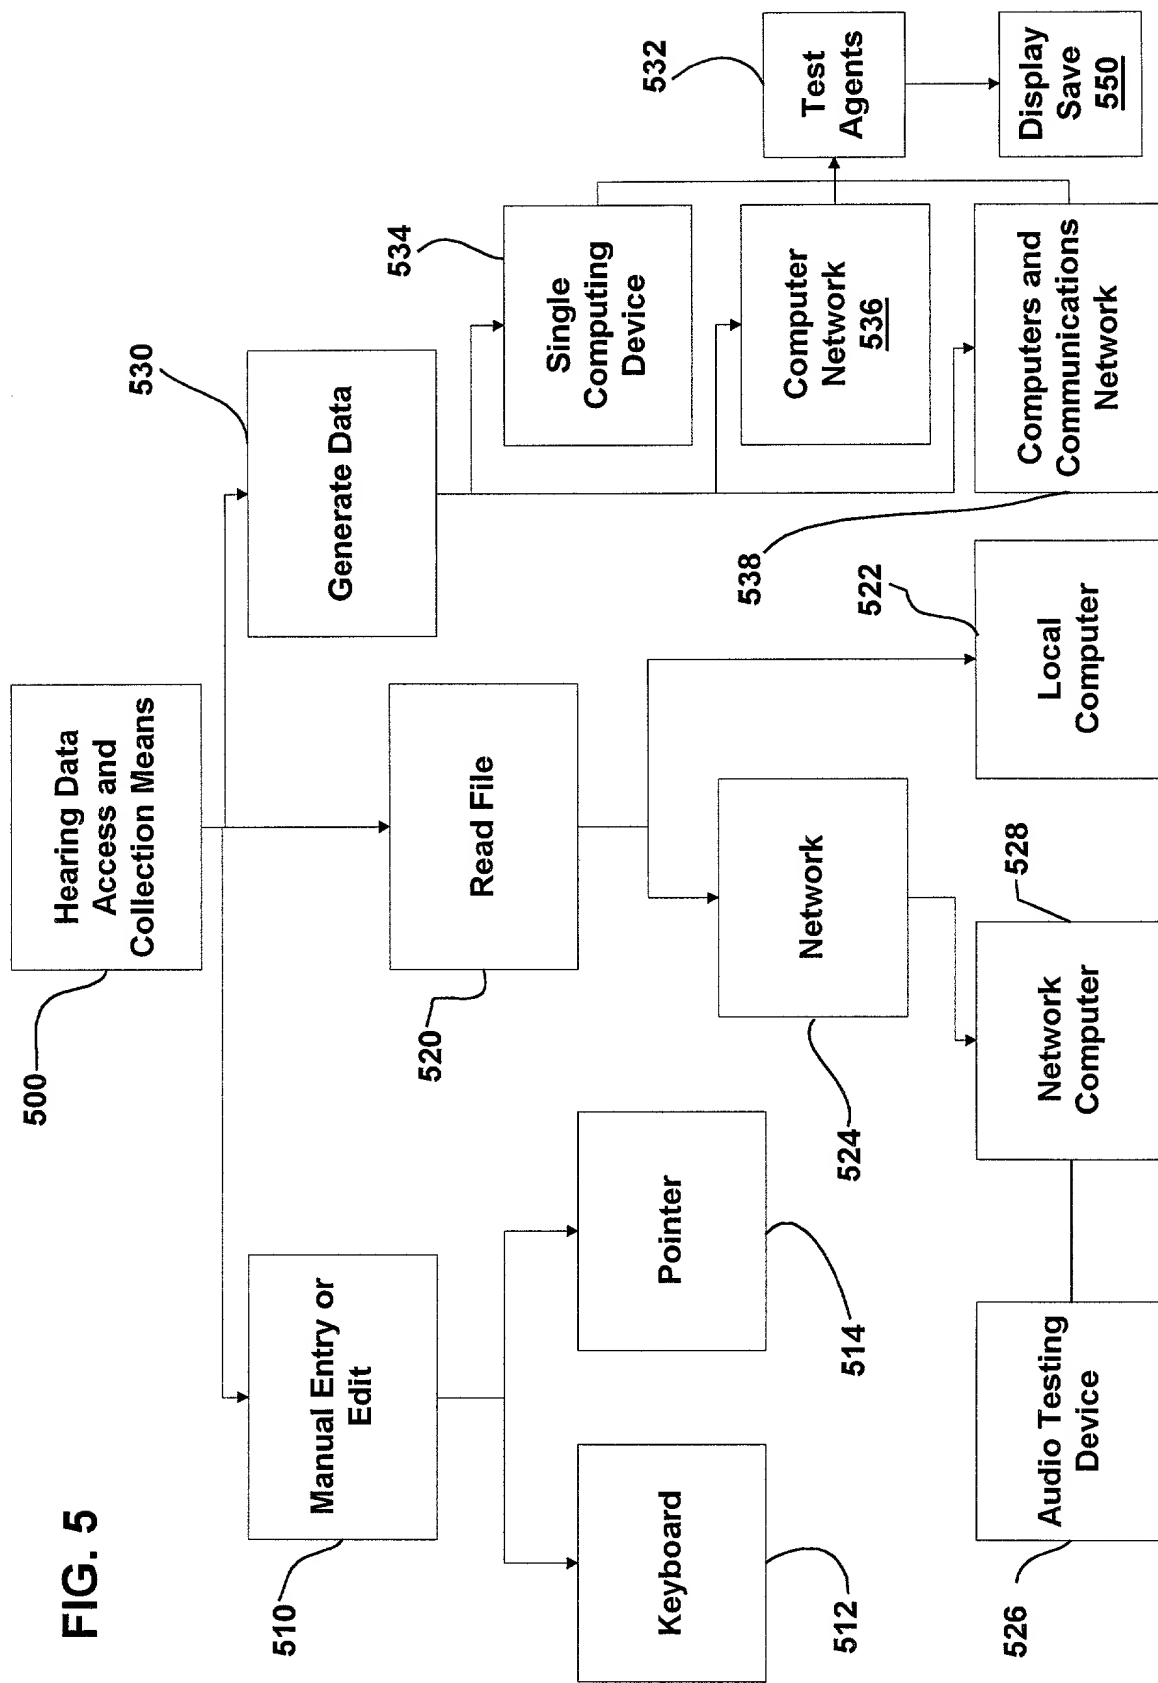 FIG. 5
500
Hearing Data
Access and
Collection Means
510
Manual Entry or
Edit
520
Read File
530
Generate Data
512
Keyboard
514
Pointer
524
Network
522
Local
Computer
526
Audio Testing
Device
528
Network
Computer
534
Single
Computing
Device
Computer
Network
536
538
Computers and
Communications
Network
532
Test
Agents
Display
Save
550